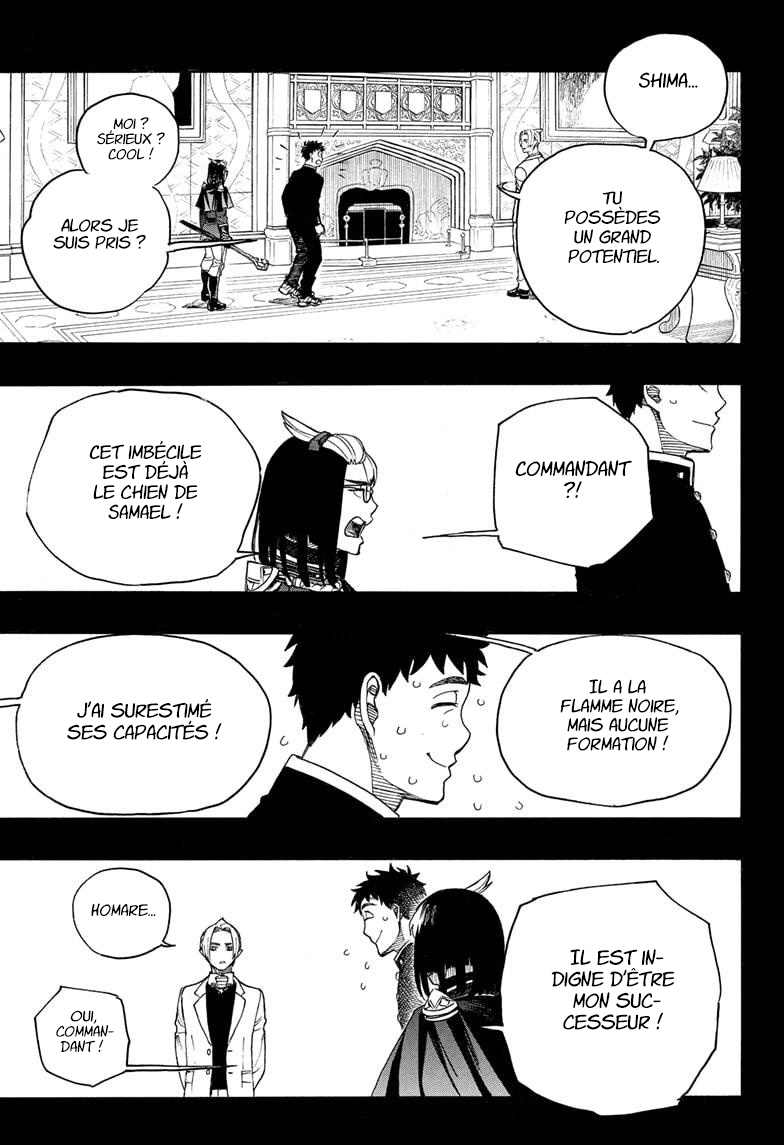 SHIMA...
TU
POSSÈDES
UN GRAND
POTENTIEL.
MOI ?
SÉRIEUX ?
COOL !
ALORS JE
SUIS PRIS ?
COMMANDANT
?!
CET IMBÉCILE
EST DÉJÀ
LE CHIEN DE
SAMAEL !
IL A LA
FLAMME NOIRE,
MAIS AUCUNE
FORMATION !
J'AI SURESTIMÉ
SES CAPACITÉS !
IL EST IN-
DIGNE D'ÊTRE
MON SUC-
CESSEUR !
HOMARE...
OUI,
COMMAN-
DANT !